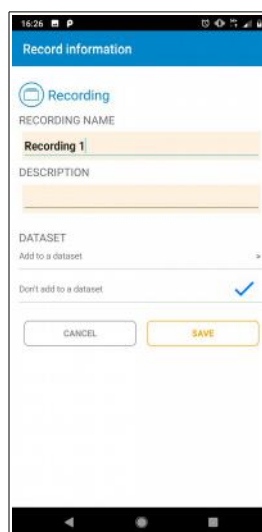 16:26
Record information
Recording
RECORDING NAME
Recording 1
DESCRIPTION
DATASET
Add to a dataset >
Don't add to a dataset
CANCEL SAVE